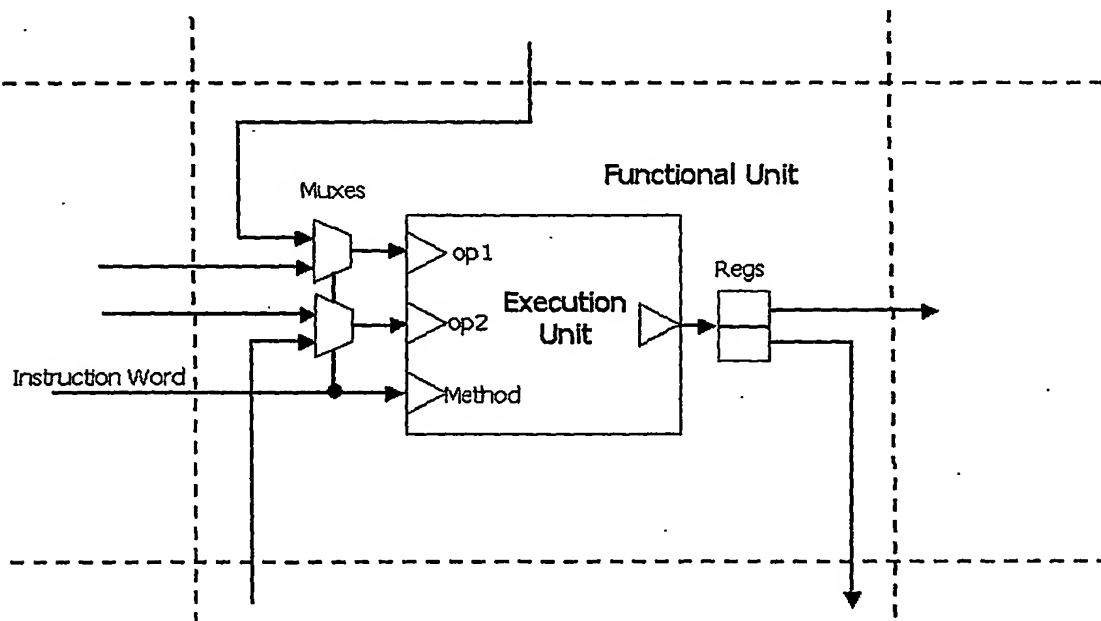 Functional Unit
Muxes
op1
Regs
Execution
Unit
op2
Instruction Word
Method